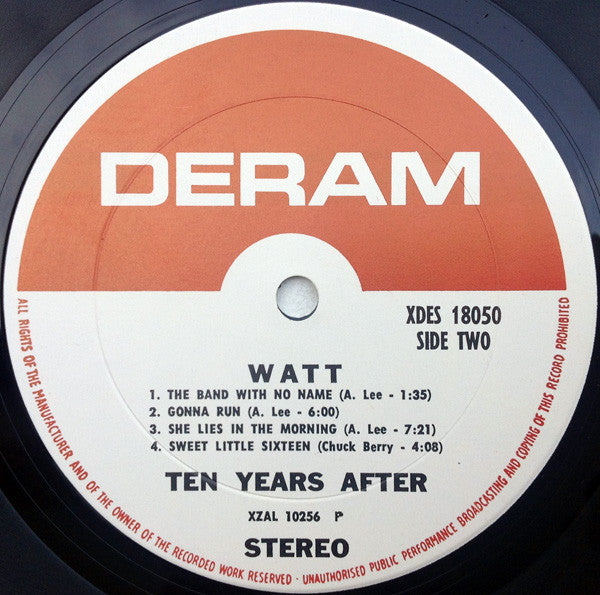 DERAM
XDES 18050
SIDE TWO
WATT
1. THE BAND WITH NO NAME (A. Lee - 1:35)
2. GONNA RUN (A. Lee - 6:00)
3. SHE LIES IN THE MORNING (A. Lee - 7:21)
4. SWEET LITTLE SIXTEEN (Chuck Berry - 4:08)
TEN YEARS AFTER
XZAL 10256 P
STEREO
ALL RIGHTS OF THE MANUFACTURER AND OF THE OWNER OF THE RECORDED WORK RESERVED · UNAUTHORISED PUBLIC PERFORMANCE BROADCASTING AND COPYING OF THIS RECORD PROHIBITED